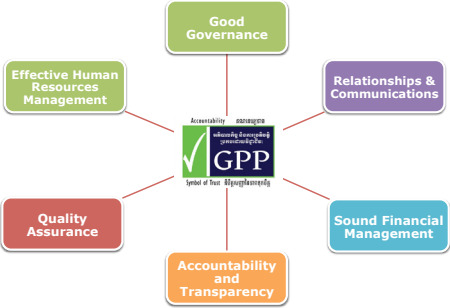 Good
Governance
Effective Human
Resources
Management
Relationships &
Communications
Accountability
GPP
Symbol of Trust
Quality
Assurance
Sound Financial
Management
Accountability
and
Transparency